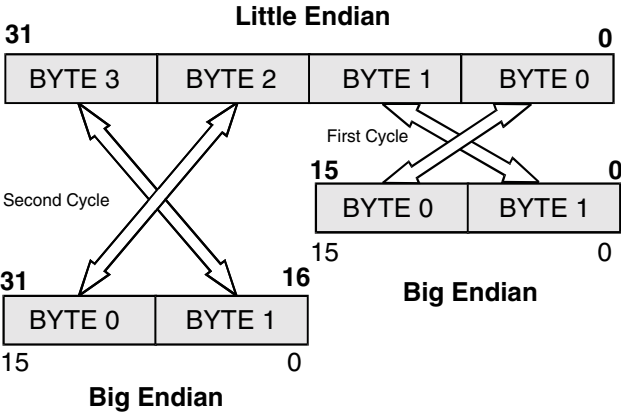 Little Endian
31 0
BYTE 3 BYTE 2 BYTE 1 BYTE 0
First Cycle
15 0
BYTE 0 BYTE 1
15 0
Big Endian
Second Cycle
31 16
BYTE 0 BYTE 1
15 0
Big Endian